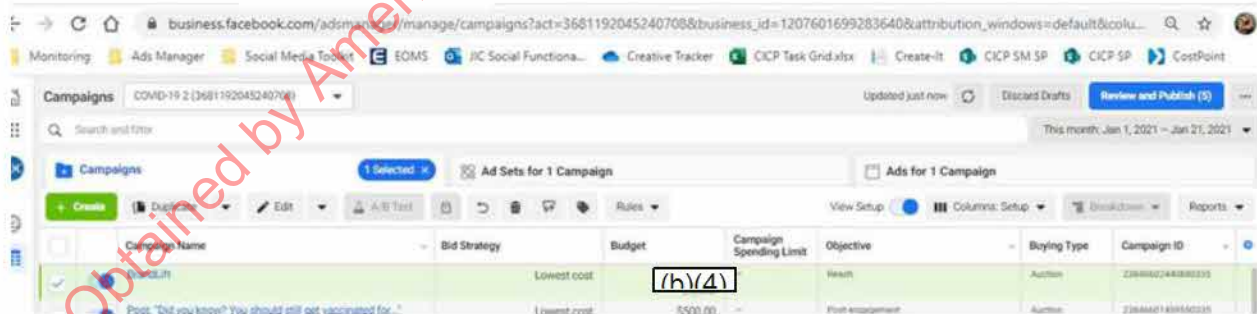 business.facebook.com/adsmanager/manage/campaigns?act=3681192045240708&business_id=1207601699283640&attribution_windows=default&colu...
Monitoring Ads Manager Social Media Toolkit EOMS JIC Social Functiona... Creative Tracker CICP Task Grid.xlsx Create-It CICP SM SP CICP SP CostPoint
Campaigns COVID-19 2 (3681192045240708) Updated just now Discard Drafts Review and Publish (5)
Search and filter This month: Jan 1, 2021 – Jan 21, 2021
Campaigns 1 Selected × Ad Sets for 1 Campaign Ads for 1 Campaign
+ Create Duplicate Edit A/B Test Rules View Setup Columns: Setup Breakdown Reports
Campaign Name Bid Strategy Budget Campaign Spending Limit Objective Buying Type Campaign ID
BrandLift Lowest cost (b)(4) Reach Auction
Post: "Did you know? You should still get vaccinated for..." Lowest cost $500.00 Post engagement Auction
Obtained by Amer